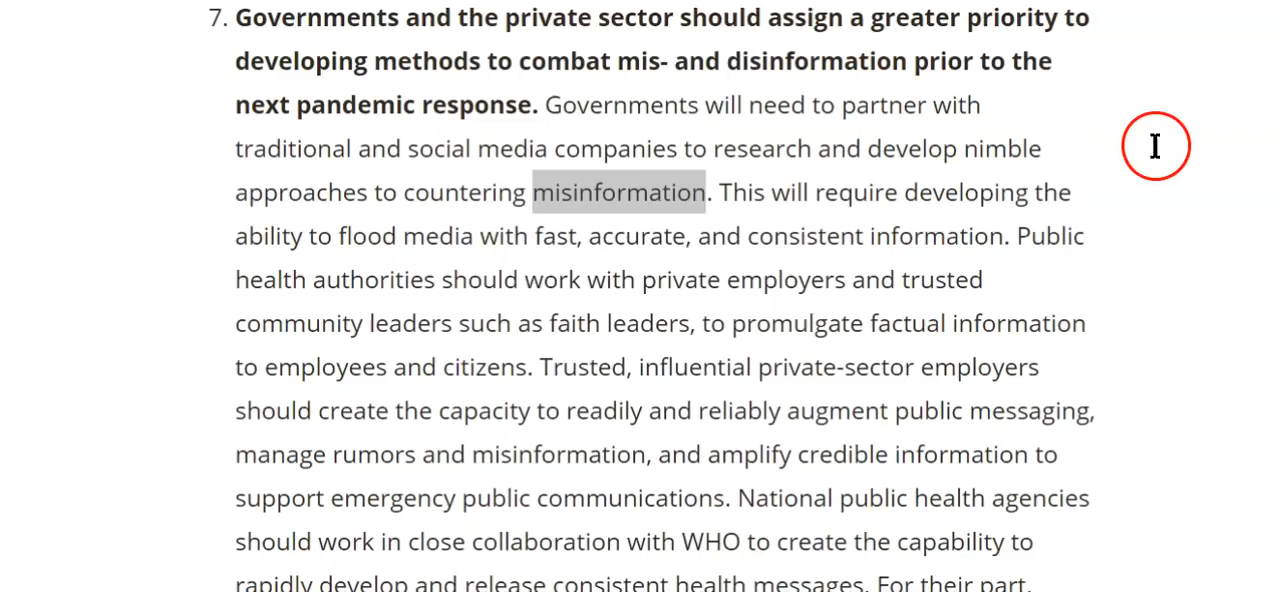 7. Governments and the private sector should assign a greater priority to
developing methods to combat mis- and disinformation prior to the
next pandemic response. Governments will need to partner with
traditional and social media companies to research and develop nimble
approaches to countering misinformation. This will require developing the
ability to flood media with fast, accurate, and consistent information. Public
health authorities should work with private employers and trusted
community leaders such as faith leaders, to promulgate factual information
to employees and citizens. Trusted, influential private-sector employers
should create the capacity to readily and reliably augment public messaging,
manage rumors and misinformation, and amplify credible information to
support emergency public communications. National public health agencies
should work in close collaboration with WHO to create the capability to
rapidly develop and release consistent health messages. For their part,